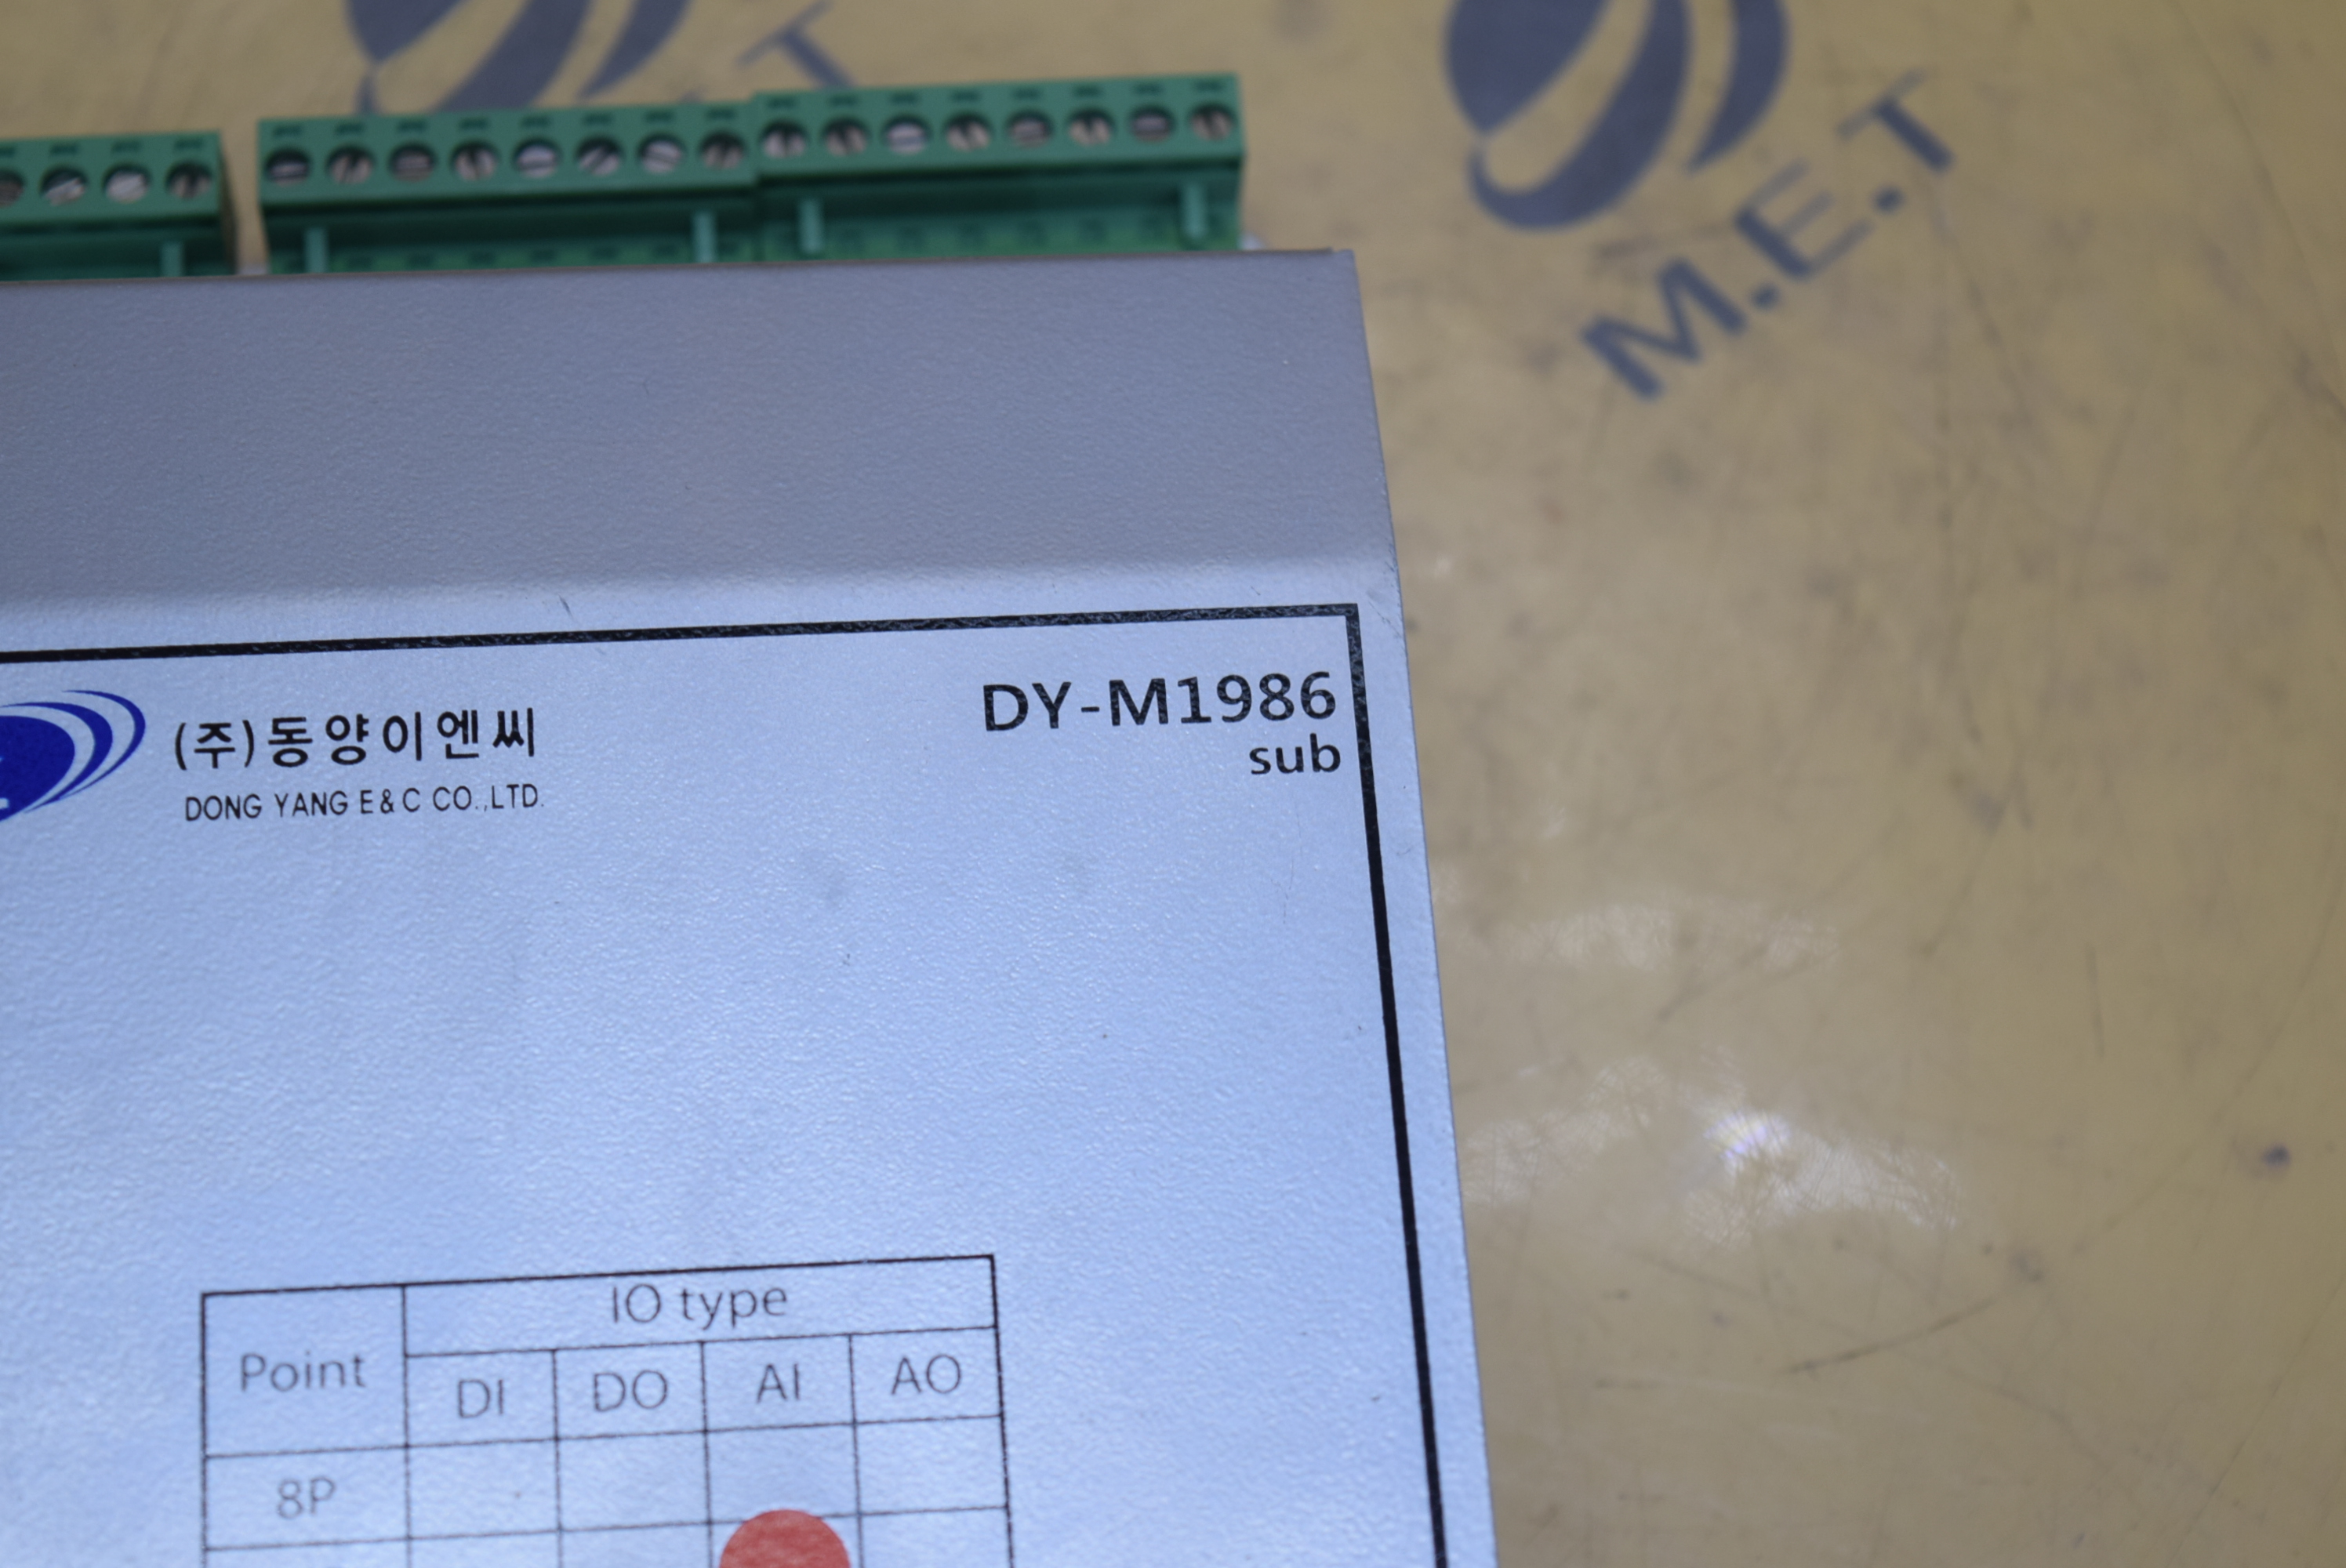 T
M.E.T
(주)동양이엔씨
DONG YANG E&C CO.,LTD.
DY-M1986
sub
IO type
Point
DI DO AI AO
8P